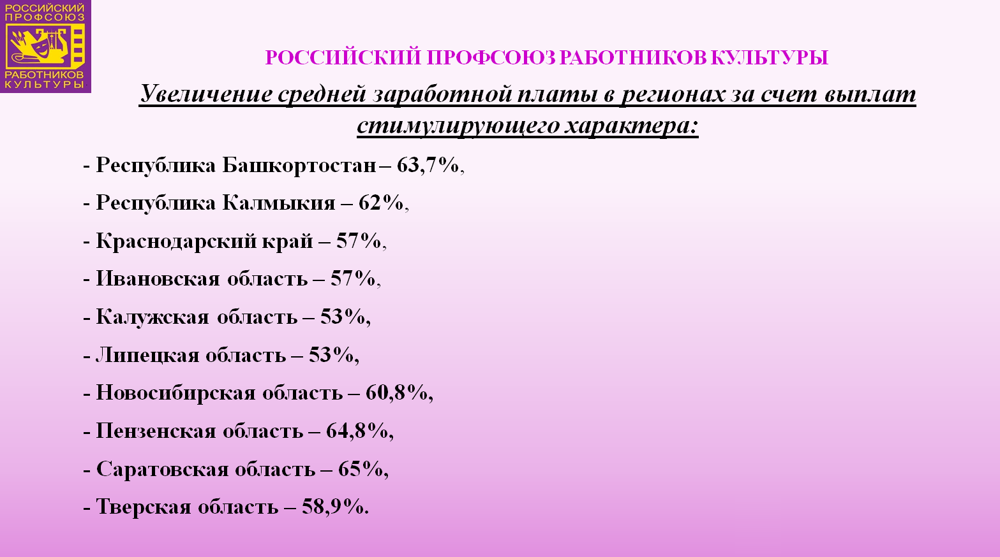 РОССИЙСКИЙ
ПРОФСОЮЗ
РАБОТНИКОВ
КУЛЬТУРЫ
РОССИЙСКИЙ ПРОФСОЮЗ РАБОТНИКОВ КУЛЬТУРЫ
Увеличение средней заработной платы в регионах за счет выплат
стимулирующего характера:
- Республика Башкортостан – 63,7%,
- Республика Калмыкия – 62%,
- Краснодарский край – 57%,
- Ивановская область – 57%,
- Калужская область – 53%,
- Липецкая область – 53%,
- Новосибирская область – 60,8%,
- Пензенская область – 64,8%,
- Саратовская область – 65%,
- Тверская область – 58,9%.